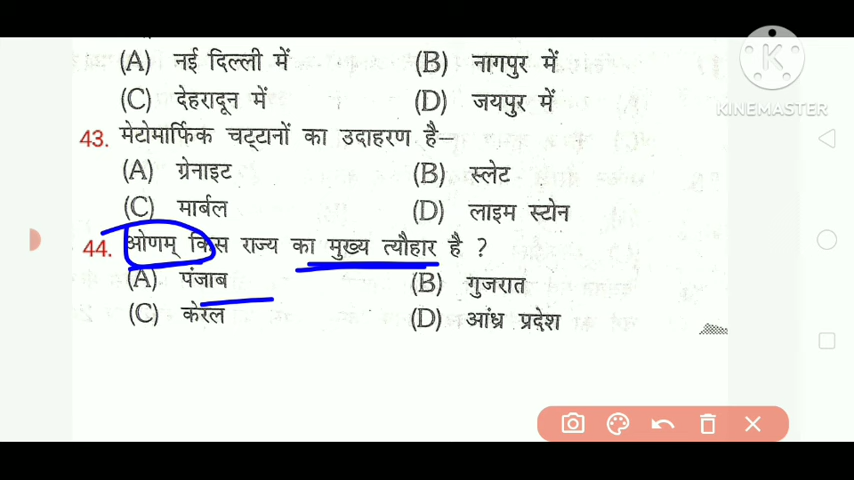 (A) नई दिल्ली में (B) नागपुर में
(C) देहरादून में (D) जयपुर में
43. मेटोमार्फिक चट्टानों का उदाहरण है–
(A) ग्रेनाइट (B) स्लेट
(C) मार्बल (D) लाइम स्टोन
44. ओणम् किस राज्य का मुख्य त्यौहार है ?
(A) पंजाब (B) गुजरात
(C) केरल (D) आंध्र प्रदेश
K
KINEMASTER